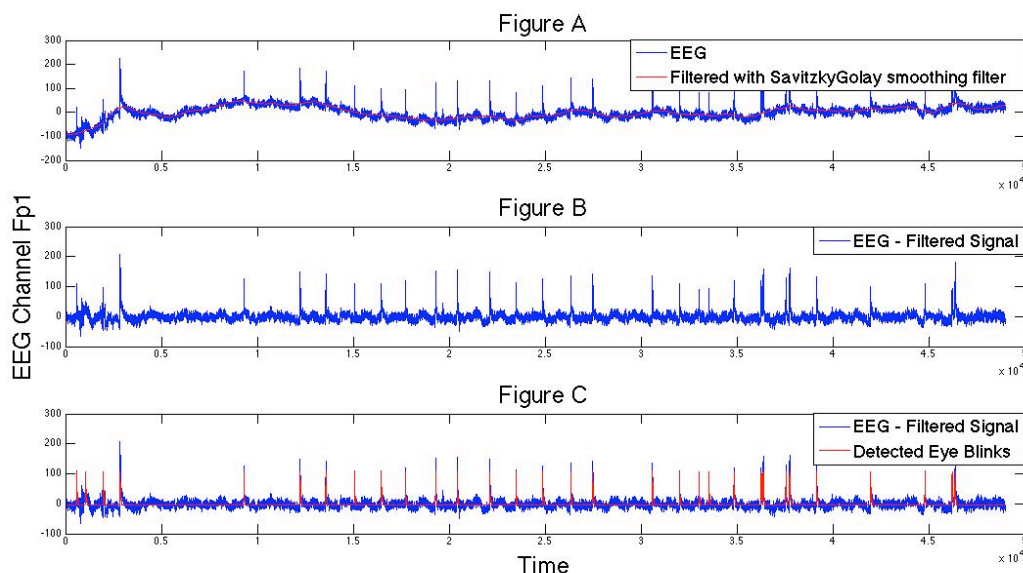 Figure A
300
200
100
0
-100
-200
EEG
Filtered with SavitzkyGolay smoothing filter
0 0.5 1 1.5 2 2.5 3 3.5 4 4.5
x 10
EEG Channel Fp1
Figure B
300
200
100
0
-100
EEG - Filtered Signal
0 0.5 1 1.5 2 2.5 3 3.5 4 4.5
x 10
Figure C
300
200
100
0
-100
EEG - Filtered Signal
Detected Eye Blinks
0 0.5 1 1.5 2 2.5 3 3.5 4 4.5
x 10
Time